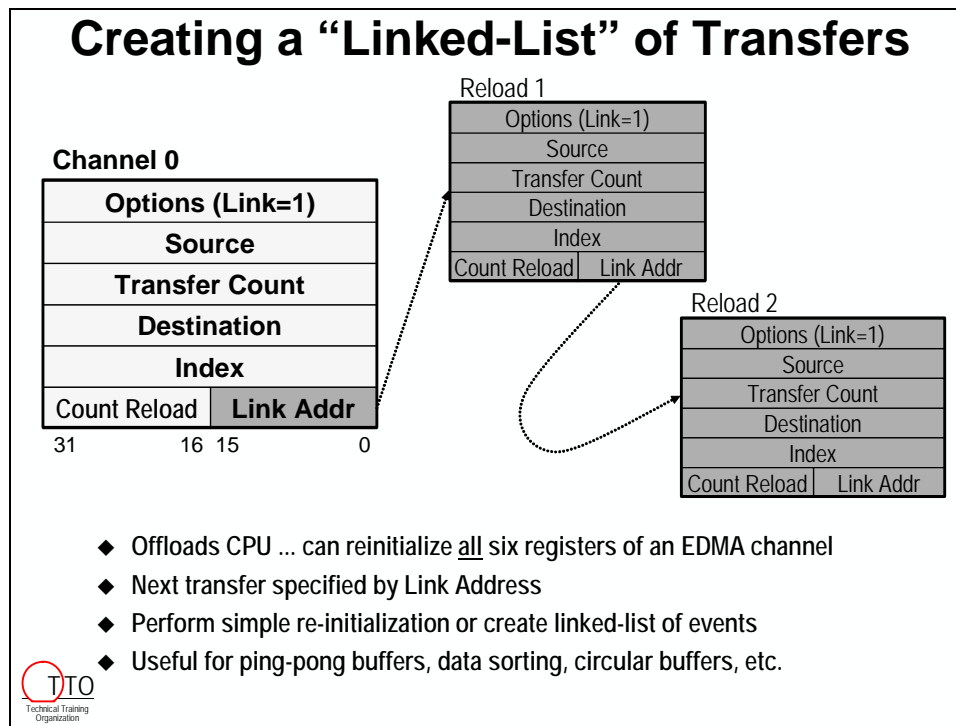 Creating a “Linked-List” of Transfers
Reload 1
Options (Link=1)
Source
Transfer Count
Destination
Index
Count Reload Link Addr
Channel 0
Options (Link=1)
Source
Transfer Count
Destination
Index
Count Reload Link Addr
31 16 15 0
Reload 2
Options (Link=1)
Source
Transfer Count
Destination
Index
Count Reload Link Addr
◆ Offloads CPU ... can reinitialize all six registers of an EDMA channel
◆ Next transfer specified by Link Address
◆ Perform simple re-initialization or create linked-list of events
◆ Useful for ping-pong buffers, data sorting, circular buffers, etc.
TTO
Technical Training
Organization